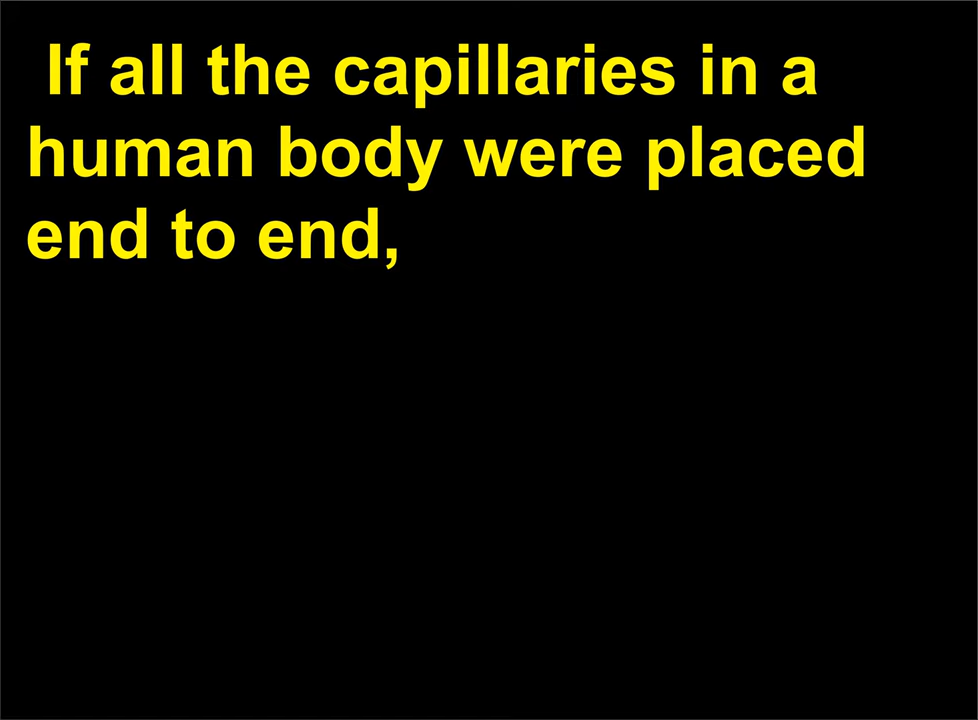 If all the capillaries in a
human body were placed
end to end,